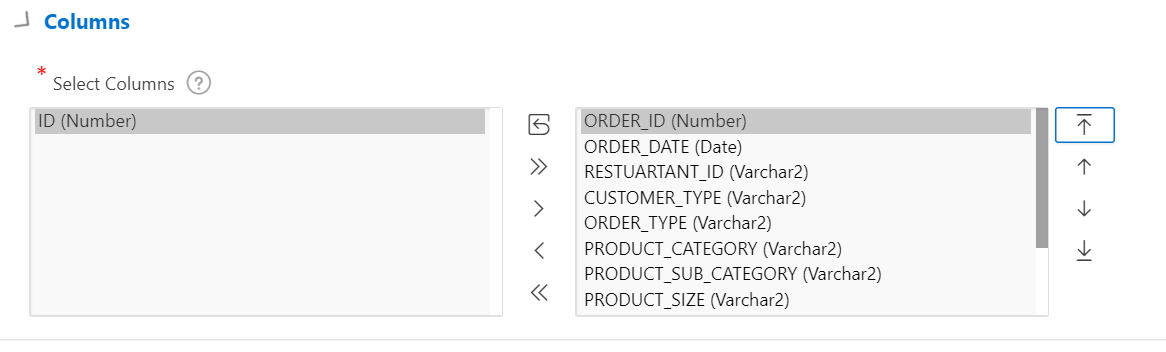 Columns
* Select Columns ?
ID (Number)
ORDER_ID (Number)
ORDER_DATE (Date)
RESTUARTANT_ID (Varchar2)
CUSTOMER_TYPE (Varchar2)
ORDER_TYPE (Varchar2)
PRODUCT_CATEGORY (Varchar2)
PRODUCT_SUB_CATEGORY (Varchar2)
PRODUCT_SIZE (Varchar2)